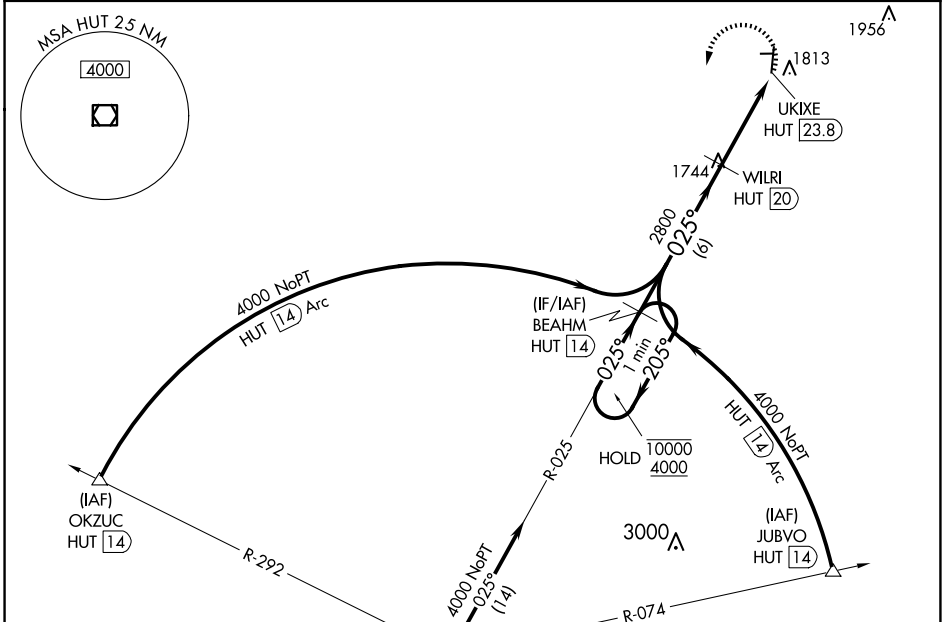 MSA HUT 25 NM
4000
1956
1813
UKIXE
HUT 23.8
1744
WILRI
HUT 20
2800
025°
(6)
4000 NoPT
HUT 14 Arc
(IF/IAF)
BEAHM
HUT 14
025°
1 min
205°
4000 NoPT
HUT 14 Arc
HOLD
10000
4000
R-025
(IAF)
OKZUC
HUT 14
3000
(IAF)
JUBVO
HUT 14
R-292
4000 NoPT
025°
(14)
R-074